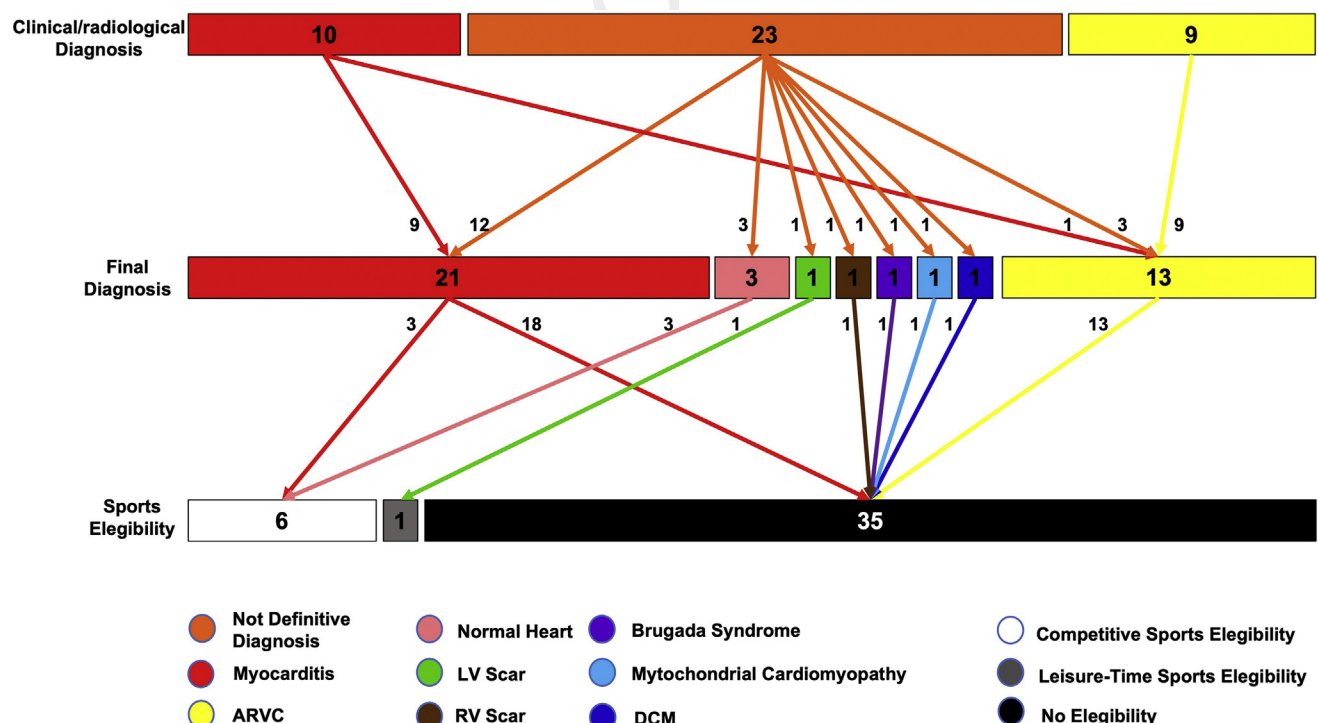 Clinical/radiological
Diagnosis
10
23
9
9
12
3
1
1
1
1
1
1
3
9
Final
Diagnosis
21
3
1
1
1
1
1
13
3
18
3
1
1
1
1
1
13
Sports
Elegibility
6
1
35
Not Definitive
Diagnosis
Normal Heart
Brugada Syndrome
Competitive Sports Elegibility
Myocarditis
LV Scar
Mytochondrial Cardiomyopathy
Leisure-Time Sports Elegibility
ARVC
RV Scar
DCM
No Elegibility